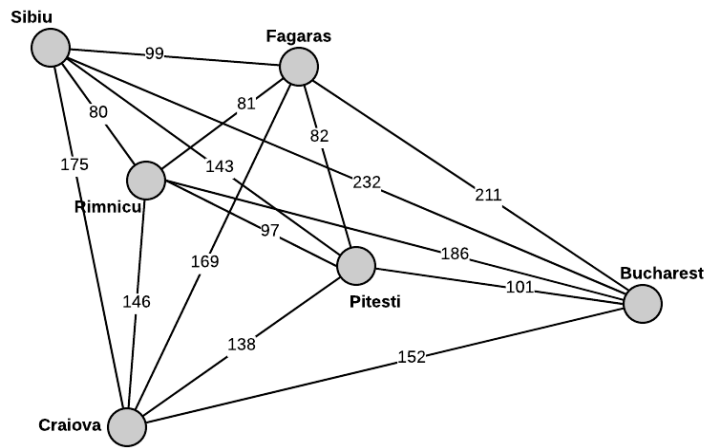 Sibiu
Fagaras
99
81
80
82
143
175
232
211
Rimnicu
97
186
169
Bucharest
101
Pitesti
146
138
152
Craiova